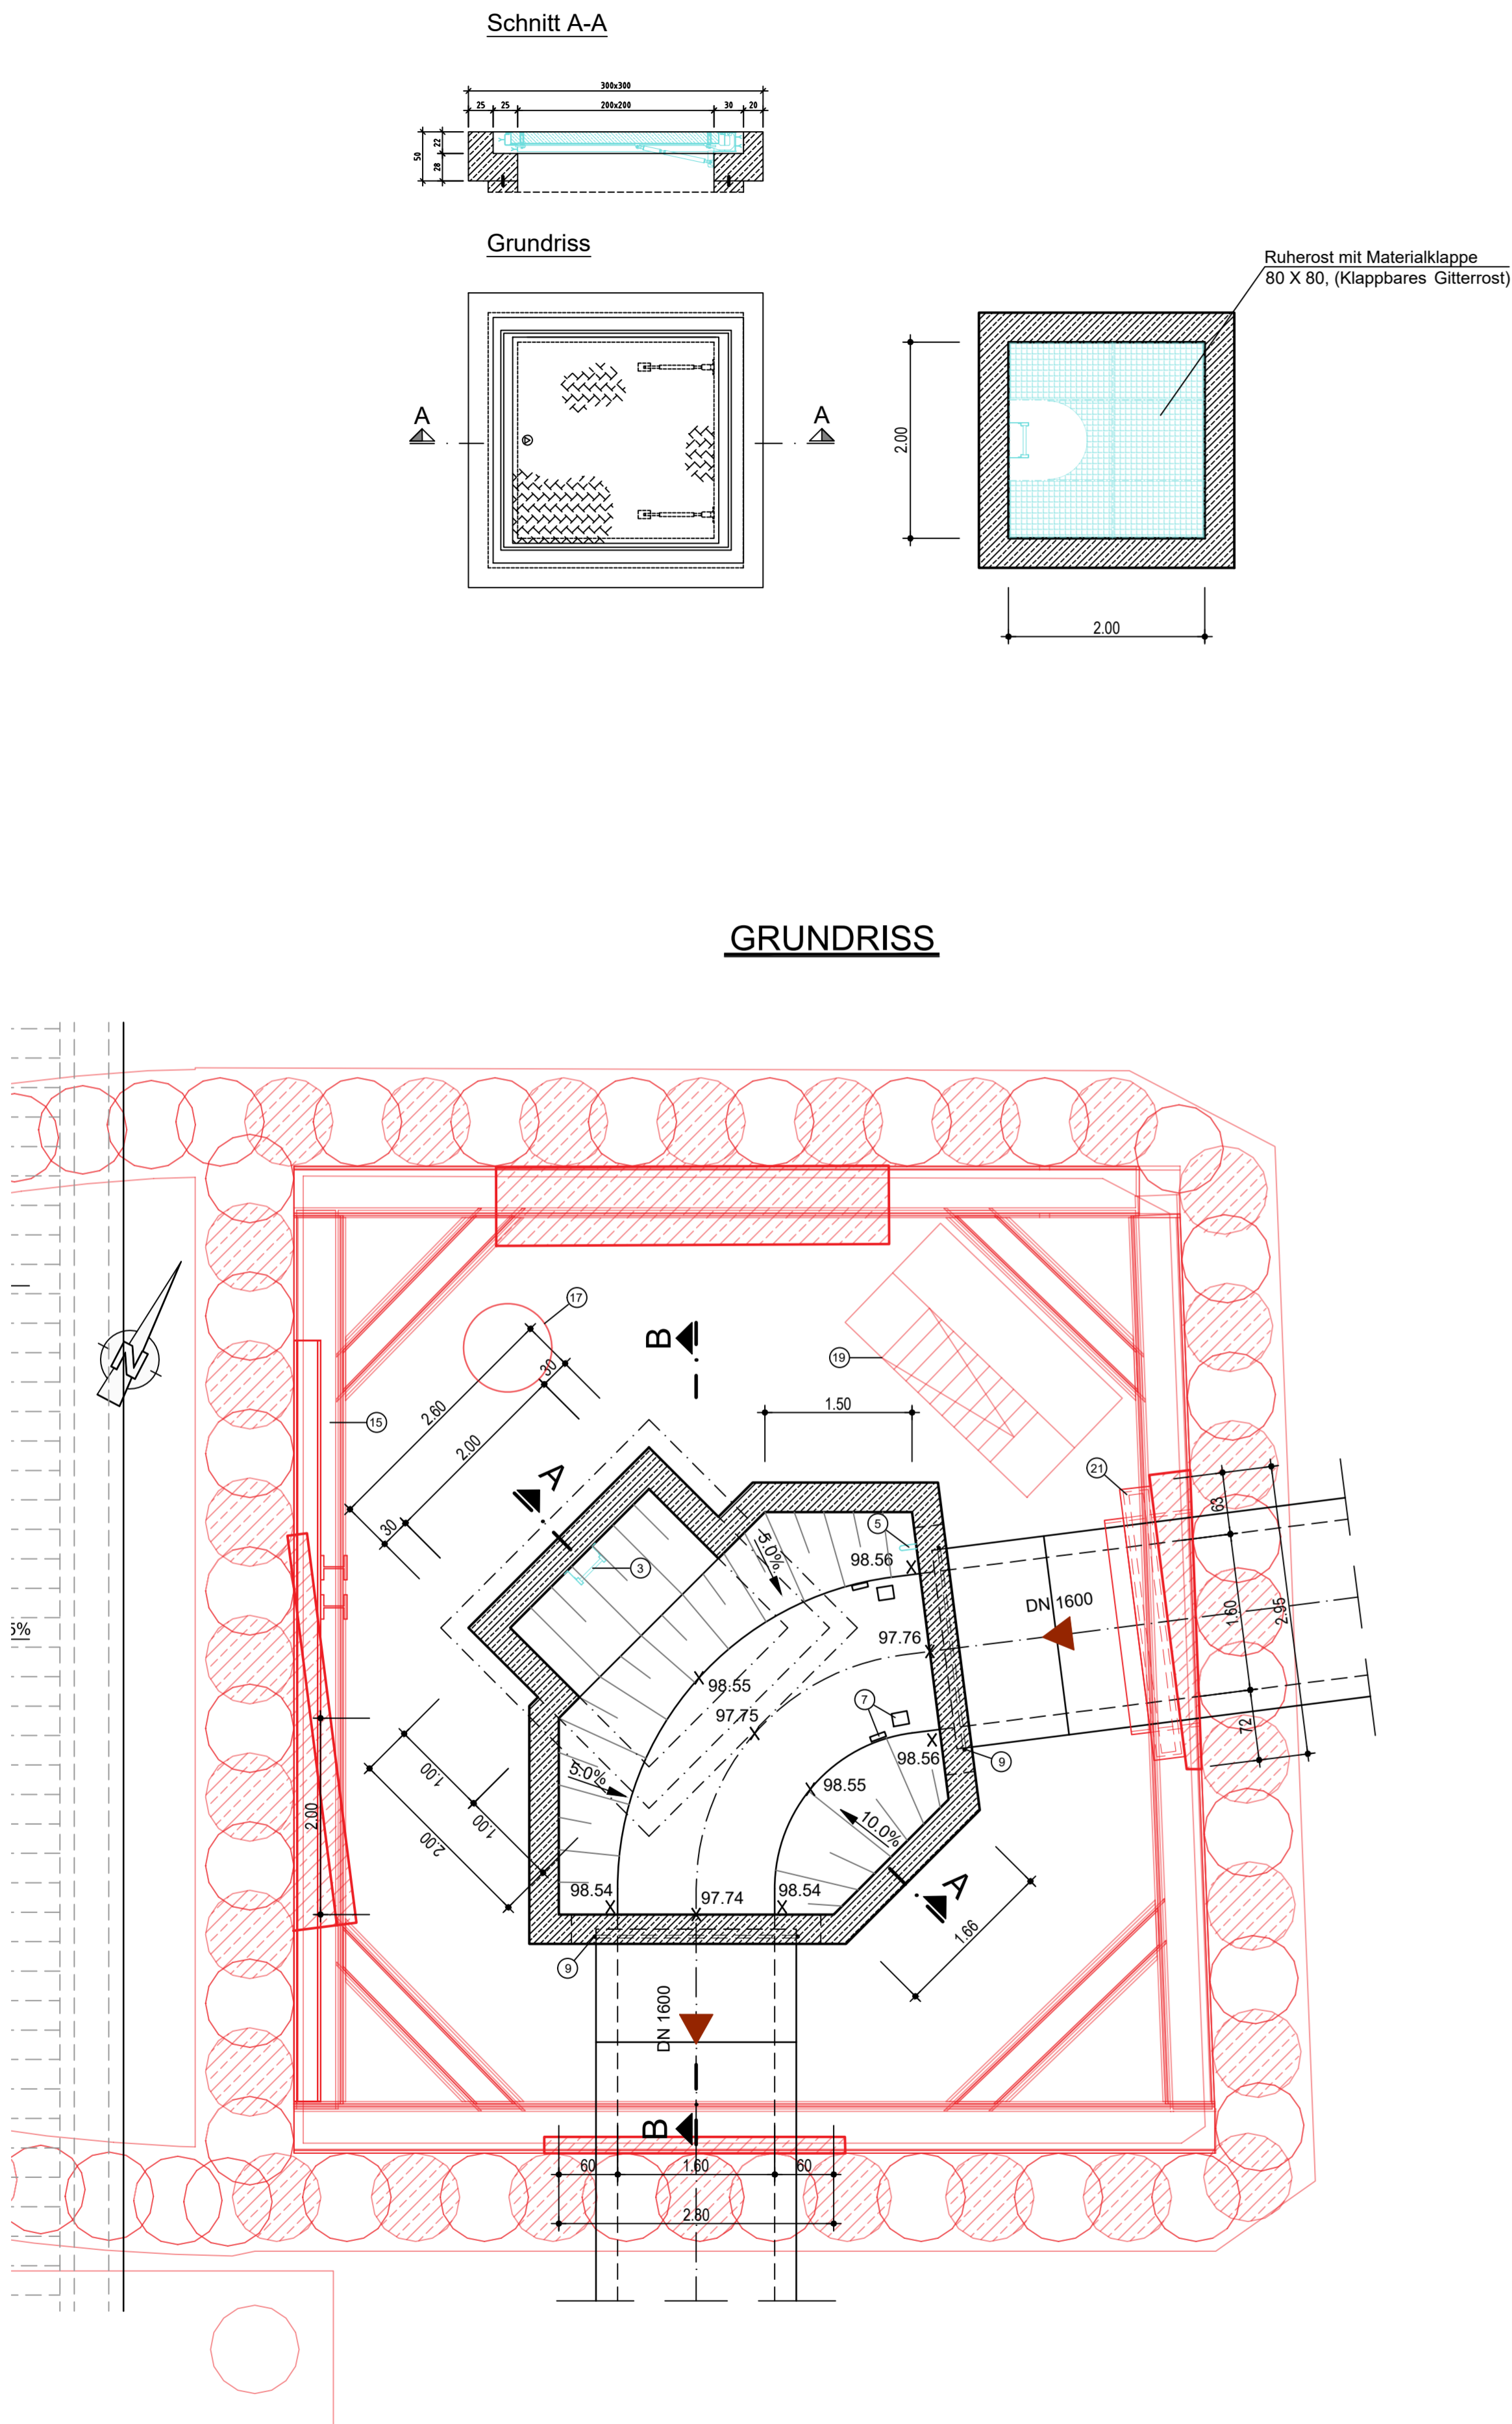 Schnitt A-A
300x300
25 25 200x200 30 20
50 22
28
Grundriss
Ruherost mit Materialklappe
80 X 80, (Klappbares Gitterrost)
A A
2.00
2.00
GRUNDRISS
17
B
30
19
2.60
1.50
15
2.00
N
A
21
63
30
5
5.0%
98.56
3
DN 1600
1.60
2.95
5%
97.76
98.55
7
97.75
72
98.56
9
1.00
5.0%
98.55
2.00
1.00
10.0%
2.00
98.54
97.74
98.54
A
1.66
9
DN 1600
B
60 1.60 60
2.80